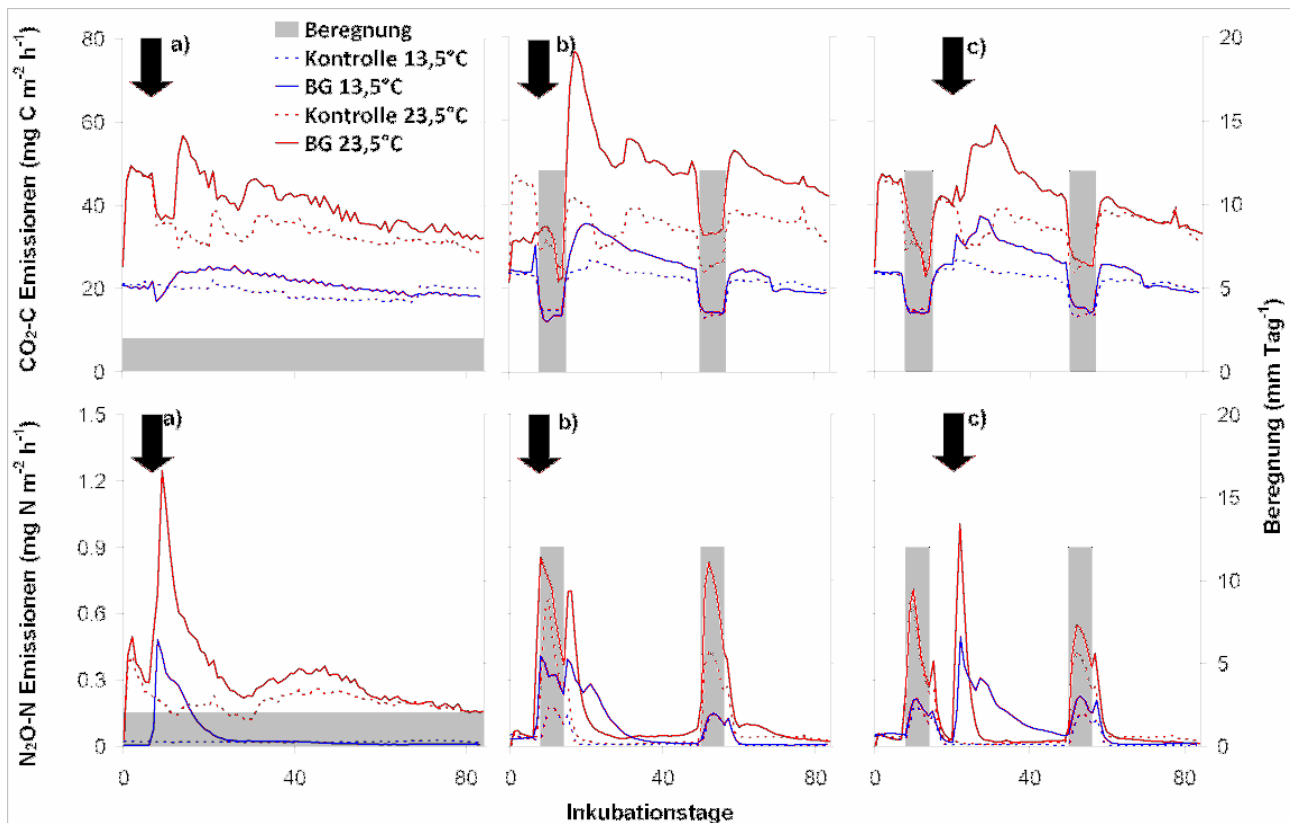 Beregnung
Kontrolle 13,5°C
BG 13,5°C
Kontrolle 23,5°C
BG 23,5°C
a)
b)
c)
CO₂-C Emissionen (mg C m⁻² h⁻¹)
80
60
40
20
0
20
15
10
5
0
a)
b)
c)
N₂O-N Emissionen (mg N m⁻² h⁻¹)
1.5
1.2
0.9
0.6
0.3
0
20
15
10
5
0
Beregnung (mm Tag⁻¹)
0 40 80 0 40 80 0 40 80
Inkubationstage